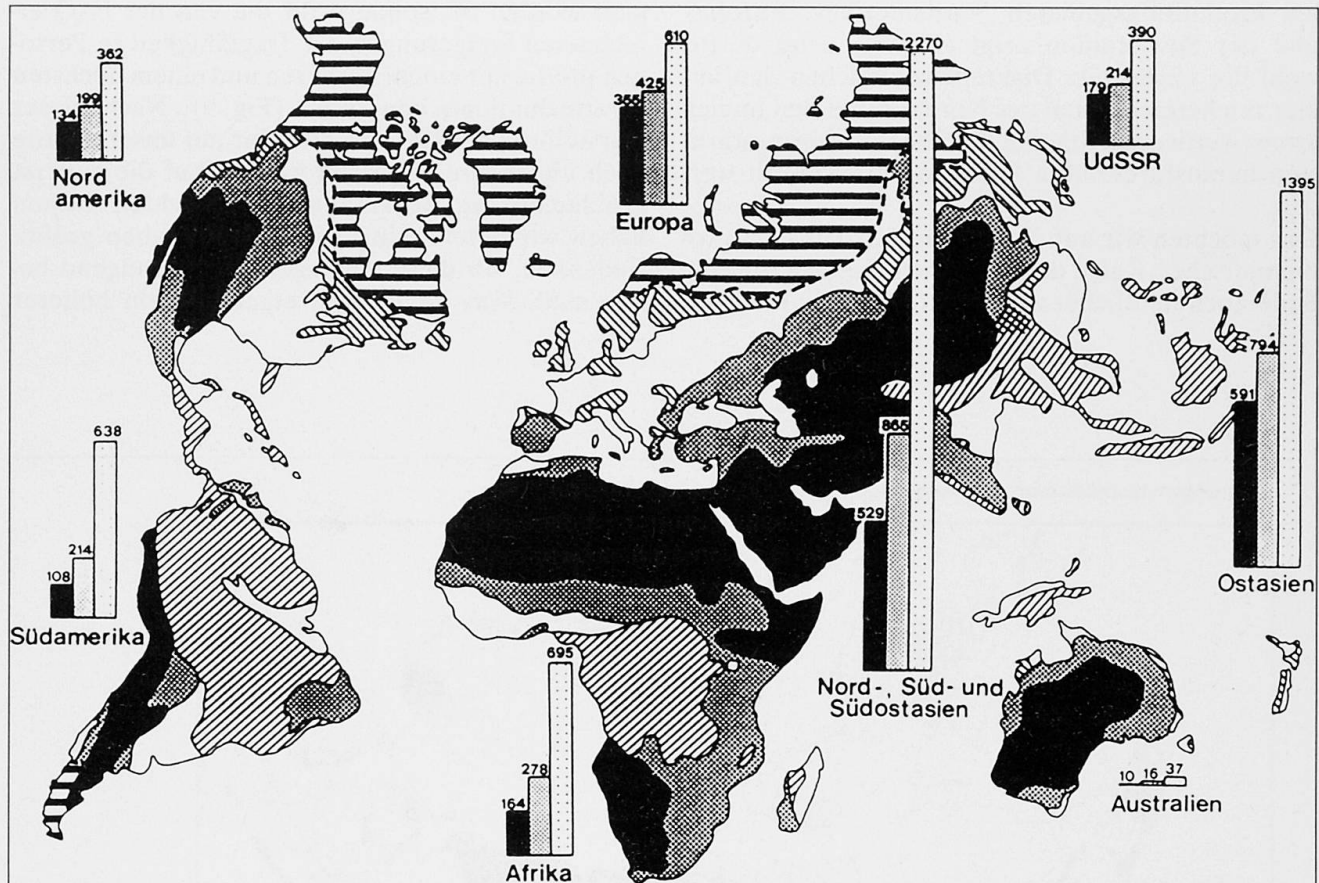 362
199
134
Nord
amerika
610
425
355
Europa
2270
865
529
Nord-, Süd- und
Südostasien
390
214
179
UdSSR
1395
794
591
Ostasien
638
214
108
Südamerika
695
278
164
Afrika
10 16 37
Australien